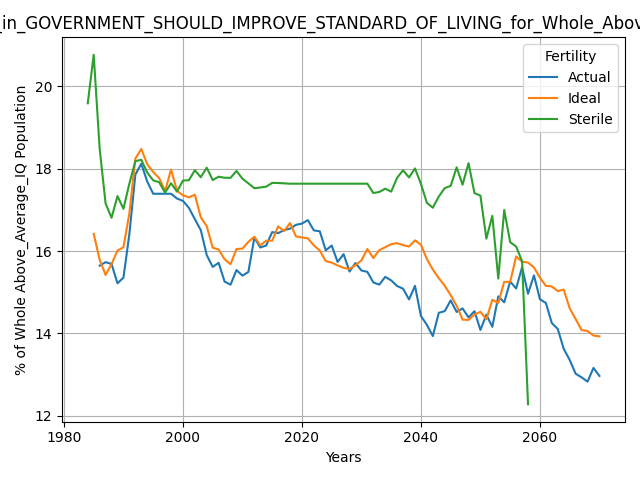 _in_GOVERNMENT_SHOULD_IMPROVE_STANDARD_OF_LIVING_for_Whole_Above
Fertility
Actual
Ideal
Sterile
% of Whole Above_Average_IQ Population
20
18
16
14
12
1980
2000
2020
2040
2060
Years